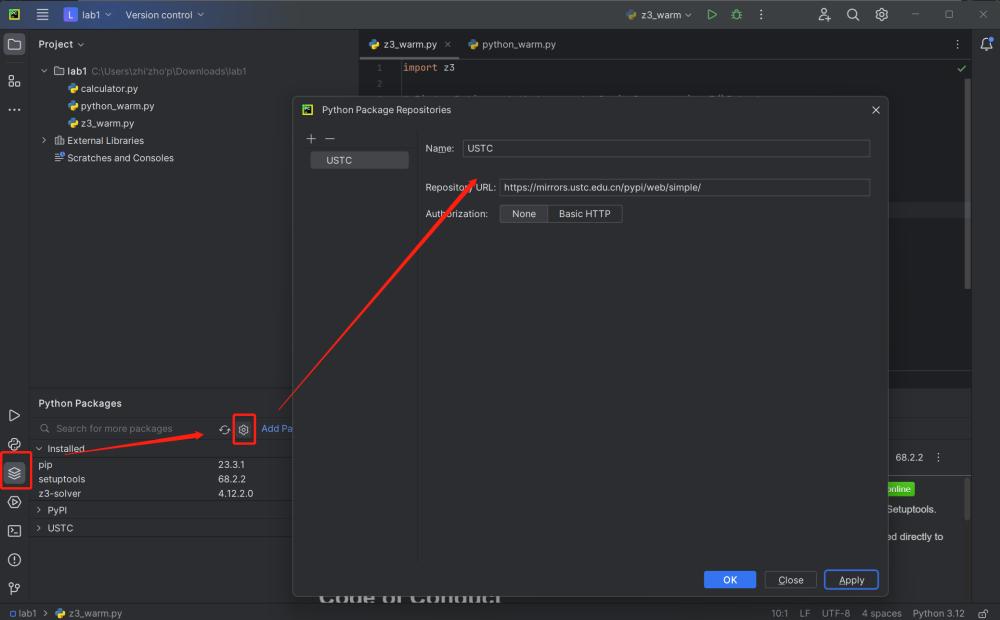 L lab1 Version control z3_warm
Project
z3_warm.py python_warm.py
lab1 C:\Users\zhi'zho'p\Downloads\lab1
calculator.py
python_warm.py
z3_warm.py
External Libraries
Scratches and Consoles
1 import z3
2
Python Package Repositories
USTC
Name: USTC
Repository URL: https://mirrors.ustc.edu.cn/pypi/web/simple/
Authorization: None Basic HTTP
Python Packages
Search for more packages Add Pa
Installed
pip 23.3.1
setuptools 68.2.2
z3-solver 4.12.2.0
PyPI
USTC
68.2.2
online
Setuptools.
ed directly to
OK Close Apply
Code of Conduct
lab1 > z3_warm.py 10:1 LF UTF-8 4 spaces Python 3.12